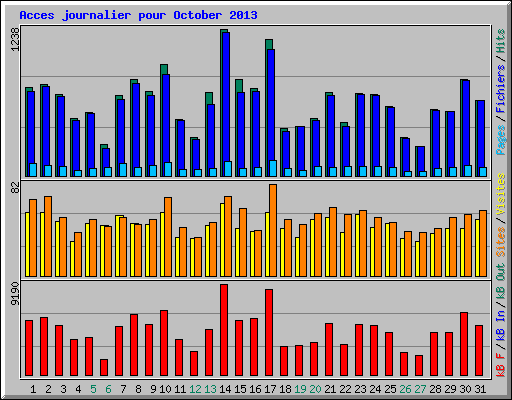 Acces journalier pour October 2013
1238
Pages / Fichiers / Hits
82
Visites / Sites
9190
kB F / kB In / kB Out
1 2 3 4 5 6 7 8 9 10 11 12 13 14 15 16 17 18 19 20 21 22 23 24 25 26 27 28 29 30 31